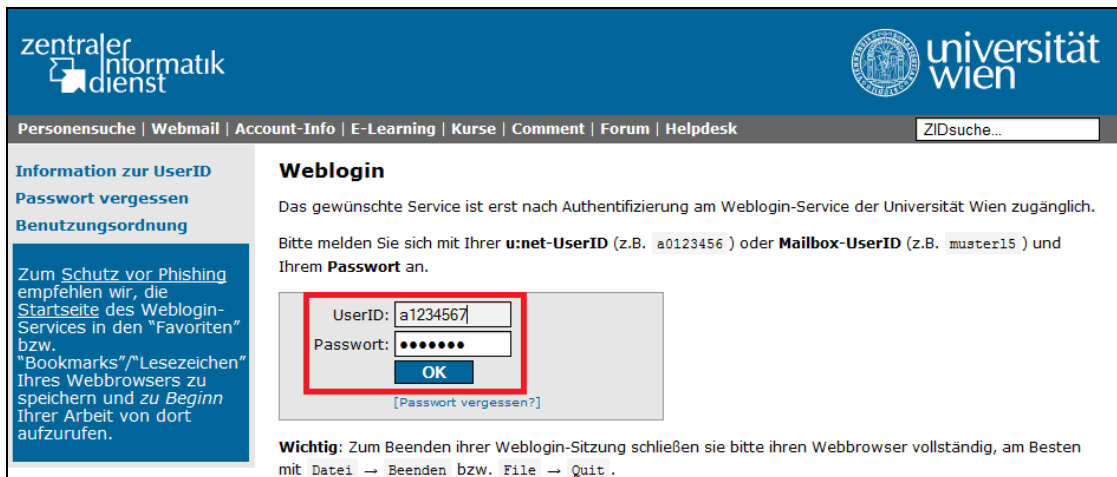 zentraler
informatik
dienst
universität
wien
Personensuche | Webmail | Account-Info | E-Learning | Kurse | Comment | Forum | Helpdesk
ZIDsuche...
Information zur UserID
Passwort vergessen
Benutzungsordnung
Zum Schutz vor Phishing
empfehlen wir, die
Startseite des Weblogin-
Services in den "Favoriten"
bzw.
"Bookmarks"/"Lesezeichen"
Ihres Webbrowsers zu
speichern und zu Beginn
Ihrer Arbeit von dort
aufzurufen.
Weblogin
Das gewünschte Service ist erst nach Authentifizierung am Weblogin-Service der Universität Wien zugänglich.
Bitte melden Sie sich mit Ihrer u:net-UserID (z.B. a0123456 ) oder Mailbox-UserID (z.B. muster15 ) und
Ihrem Passwort an.
UserID: a1234567
Passwort: •••••••
OK
[Passwort vergessen?]
Wichtig: Zum Beenden ihrer Weblogin-Sitzung schließen sie bitte ihren Webbrowser vollständig, am Besten
mit Datei → Beenden bzw. File → Quit .